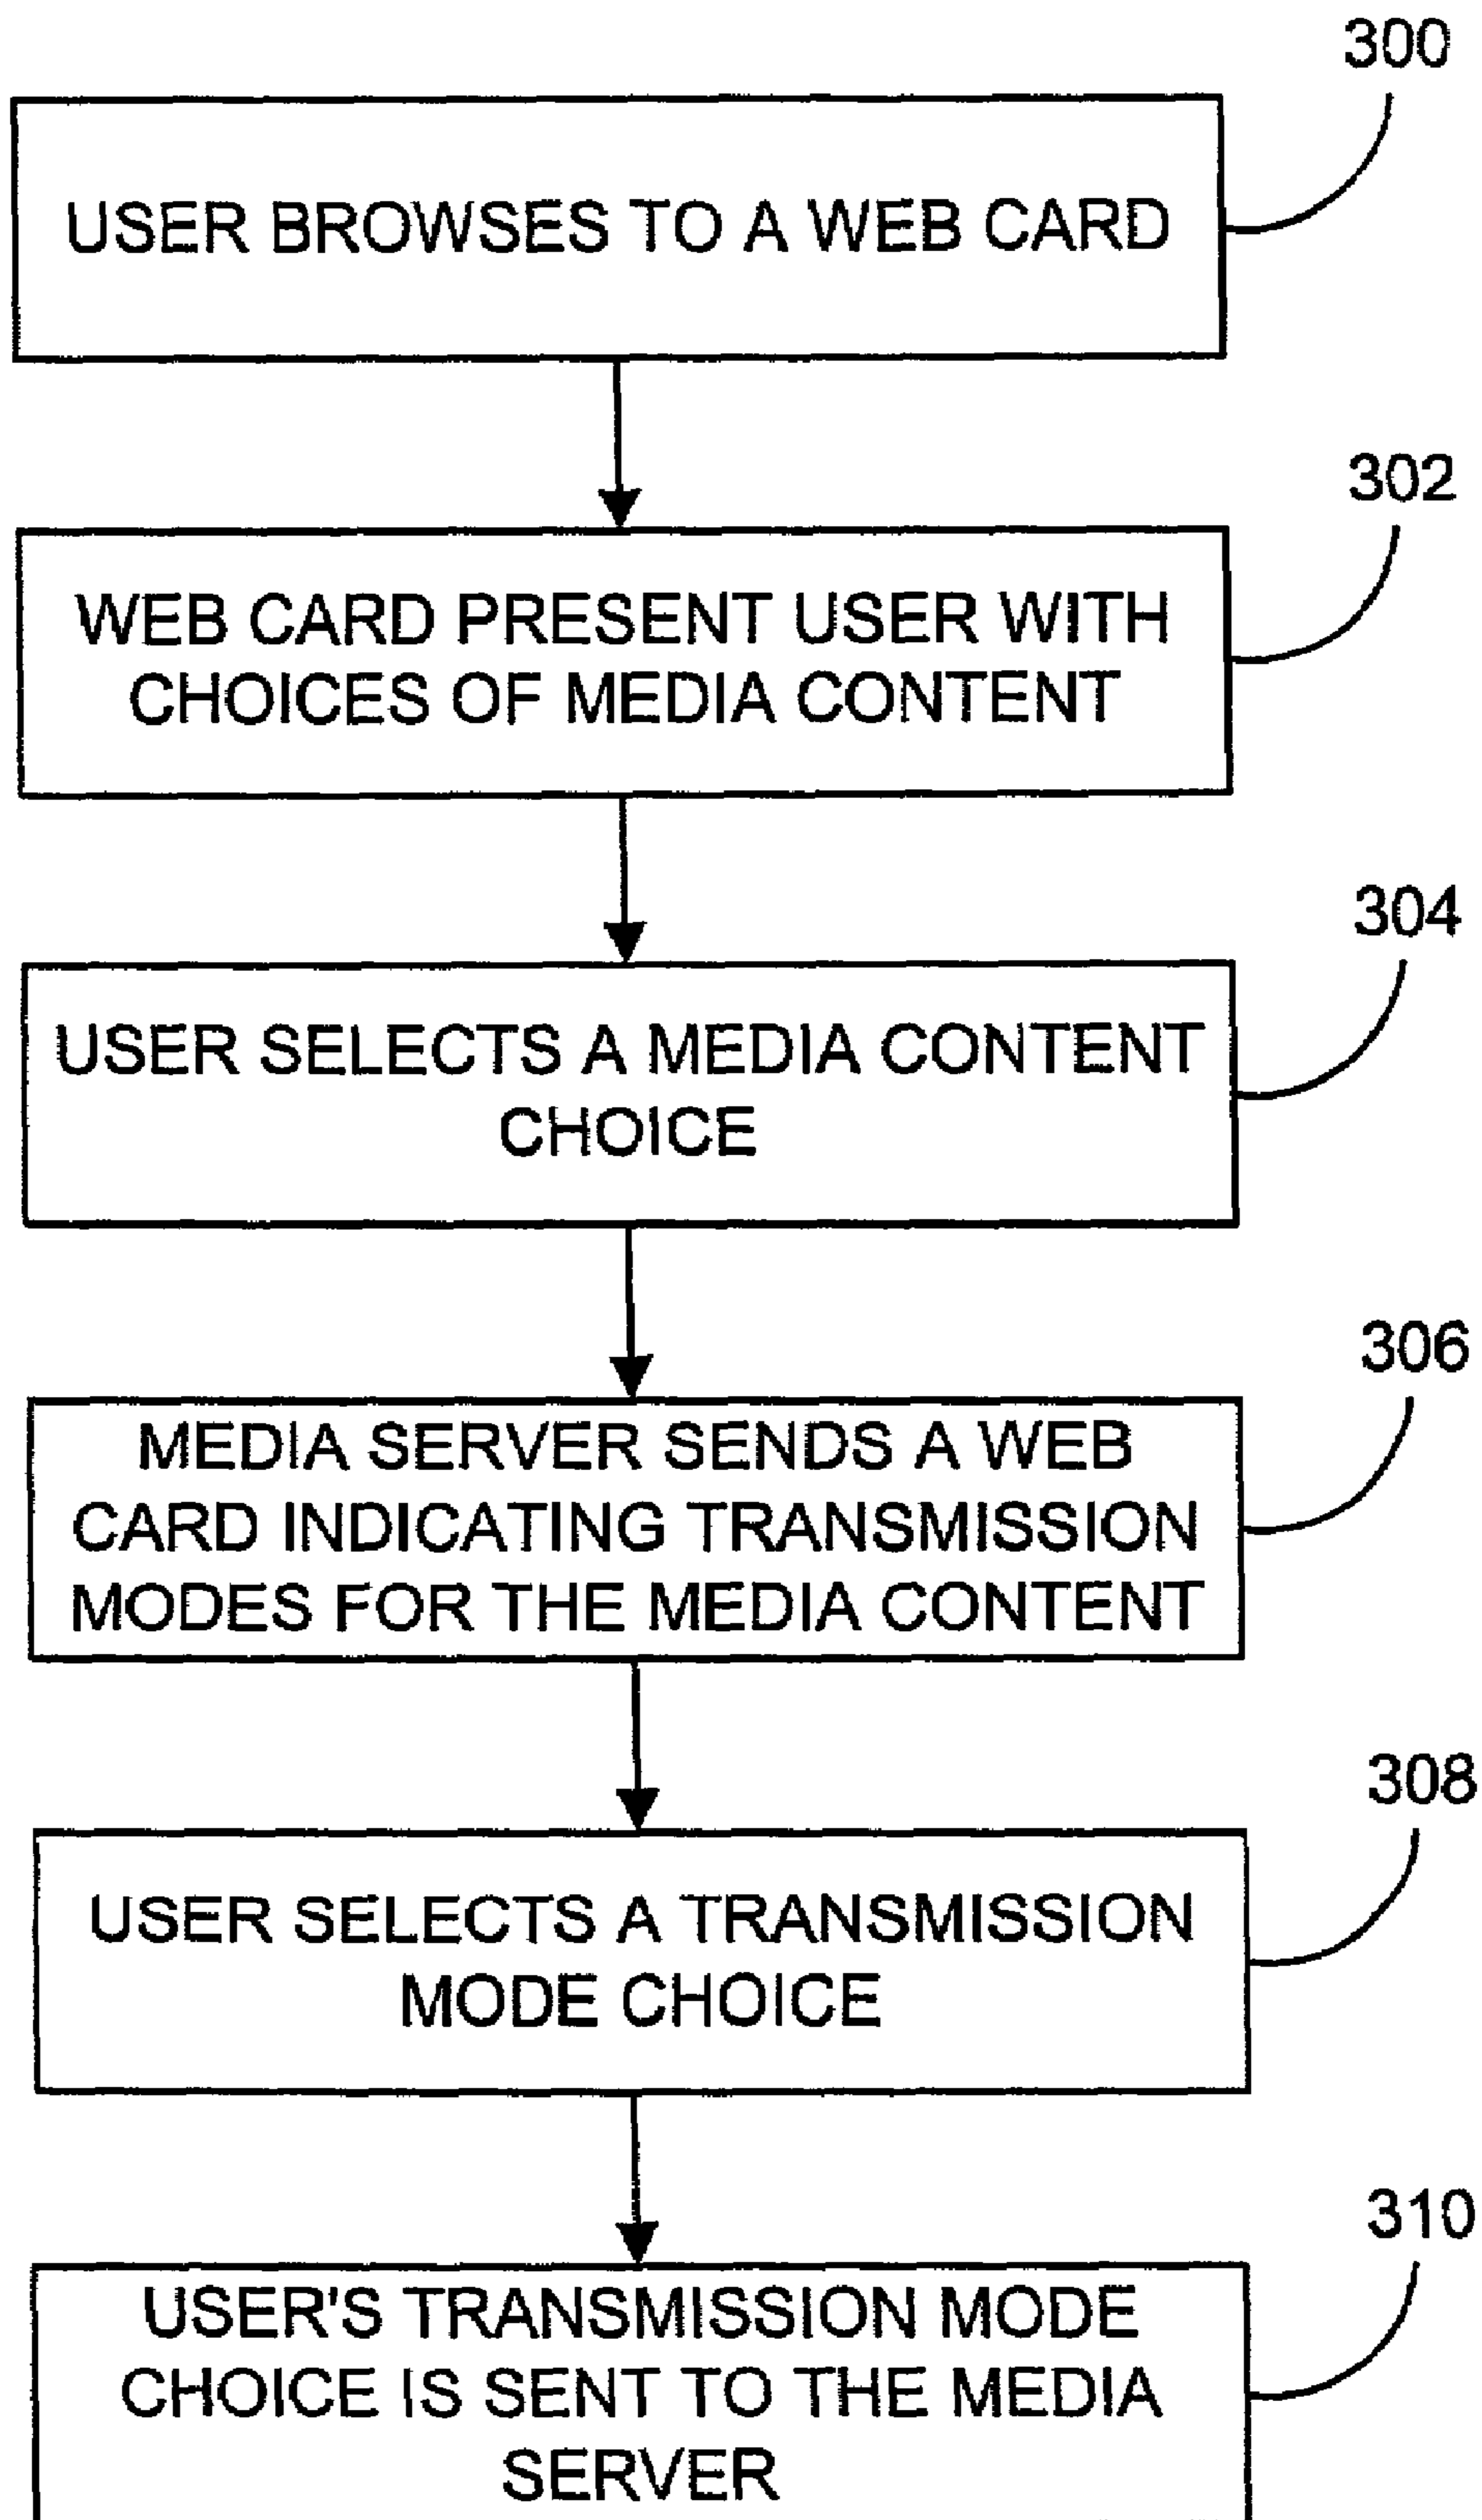 300
USER BROWSES TO A WEB CARD
302
WEB CARD PRESENT USER WITH
CHOICES OF MEDIA CONTENT
304
USER SELECTS A MEDIA CONTENT
CHOICE
306
MEDIA SERVER SENDS A WEB
CARD INDICATING TRANSMISSION
MODES FOR THE MEDIA CONTENT
308
USER SELECTS A TRANSMISSION
MODE CHOICE
310
USER'S TRANSMISSION MODE
CHOICE IS SENT TO THE MEDIA
SERVER